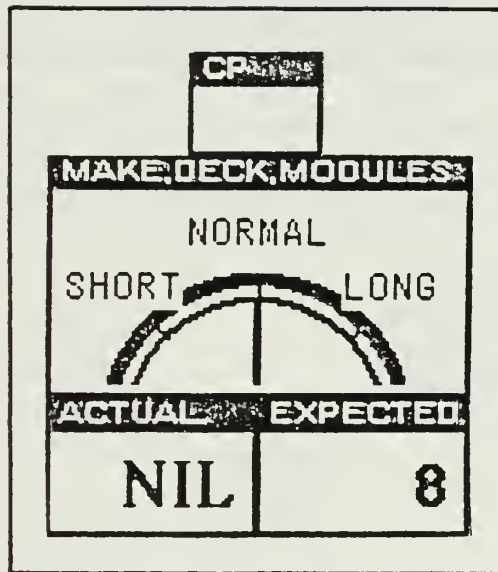 CP
MAKE.DECK.MODULES
NORMAL
SHORT LONG
ACTUAL EXPECTED
NIL 8